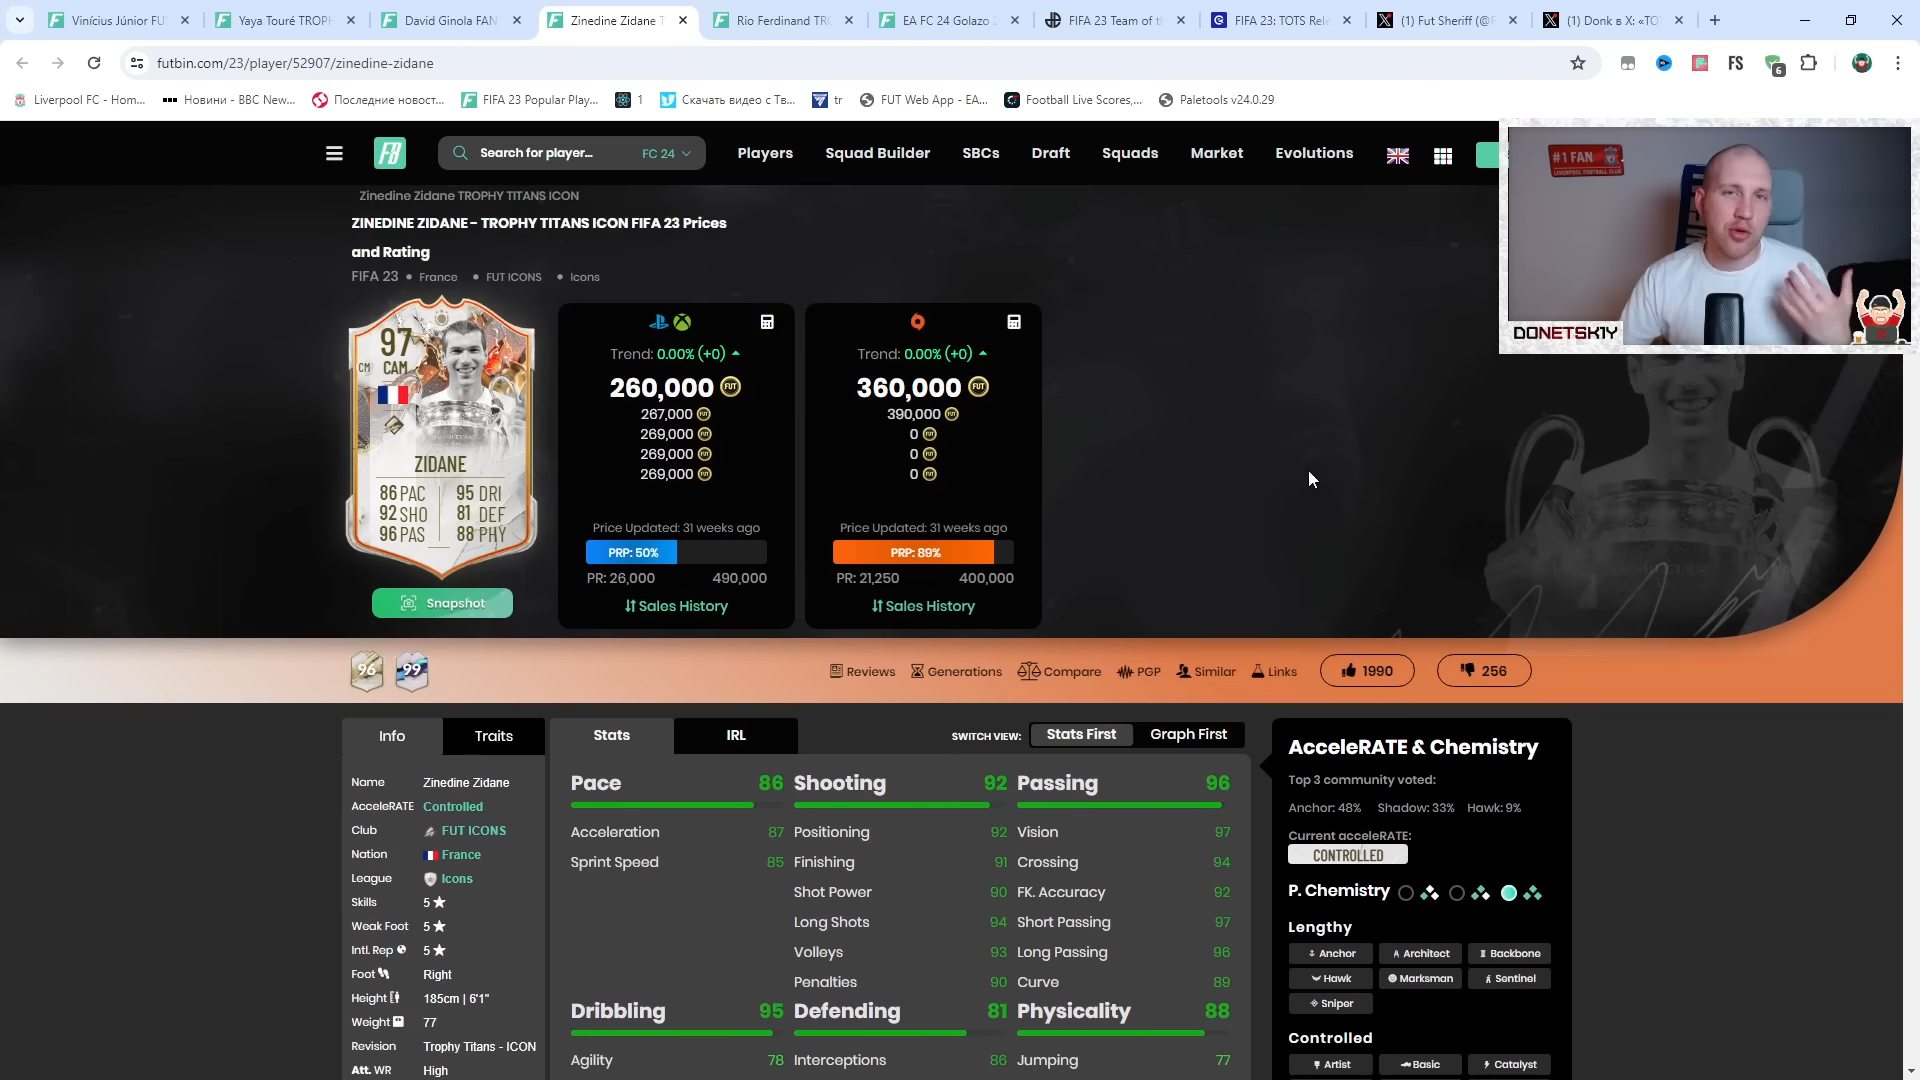 Vinícius Júnior FU
Yaya Touré TROPH
David Ginola FAN
Zinedine Zidane T
Rio Ferdinand TRO
EA FC 24 Golazo
FIFA 23 Team of th
FIFA 23: TOTS Rele
(1) Fut Sheriff (@F
(1) Donk в X: «TO
futbin.com/23/player/52907/zinedine-zidane
FS
6
Liverpool FC - Hom...
Новини - BBC New...
Последние новост...
FIFA 23 Popular Play...
1
Скачать видео с Тв...
tr
FUT Web App - EA...
Football Live Scores,...
Paletools v24.0.29
FB
Search for player...
FC 24
Players
Squad Builder
SBCs
Draft
Squads
Market
Evolutions
#1 FAN
LIVERPOOL FOOTBALL CLUB
DONETSK1Y
Zinedine Zidane TROPHY TITANS ICON
ZINEDINE ZIDANE - TROPHY TITANS ICON FIFA 23 Prices
and Rating
FIFA 23 • France • FUT ICONS • Icons
97
CAM
CM
ZIDANE
86 PAC 95 DRI
92 SHO 81 DEF
96 PAS 88 PHY
Snapshot
Trend: 0.00% (+0)
260,000
267,000
269,000
269,000
269,000
Price Updated: 31 weeks ago
PRP: 50%
PR: 26,000 490,000
Sales History
Trend: 0.00% (+0)
360,000
390,000
0
0
0
Price Updated: 31 weeks ago
PRP: 89%
PR: 21,250 400,000
Sales History
96
99
Reviews
Generations
Compare
PGP
Similar
Links
1990
256
Info
Traits
Name Zinedine Zidane
AcceleRATE Controlled
Club FUT ICONS
Nation France
League Icons
Skills 5
Weak Foot 5
Intl. Rep 5
Foot Right
Height 185cm | 6'1"
Weight 77
Revision Trophy Titans - ICON
Att. WR High
Stats
IRL
SWITCH VIEW:
Stats First
Graph First
Pace 86
Acceleration 87
Sprint Speed 85
Shooting 92
Positioning 92
Finishing 91
Shot Power 90
Long Shots 94
Volleys 93
Penalties 90
Passing 96
Vision 97
Crossing 94
FK. Accuracy 92
Short Passing 97
Long Passing 96
Curve 89
Dribbling 95
Agility 78
Defending 81
Interceptions 86
Physicality 88
Jumping 77
AcceleRATE & Chemistry
Top 3 community voted:
Anchor: 48% Shadow: 33% Hawk: 9%
Current acceleRATE:
CONTROLLED
P. Chemistry
Lengthy
Anchor
Architect
Backbone
Hawk
Marksman
Sentinel
Sniper
Controlled
Artist
Basic
Catalyst